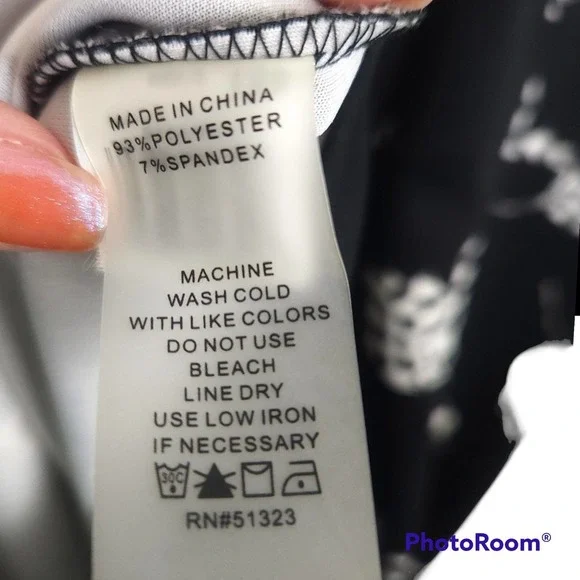 MADE IN CHINA
93%POLYESTER
7%SPANDEX
MACHINE
WASH COLD
WITH LIKE COLORS
DO NOT USE
BLEACH
LINE DRY
USE LOW IRON
IF NECESSARY
30C
RN#51323
PhotoRoom®